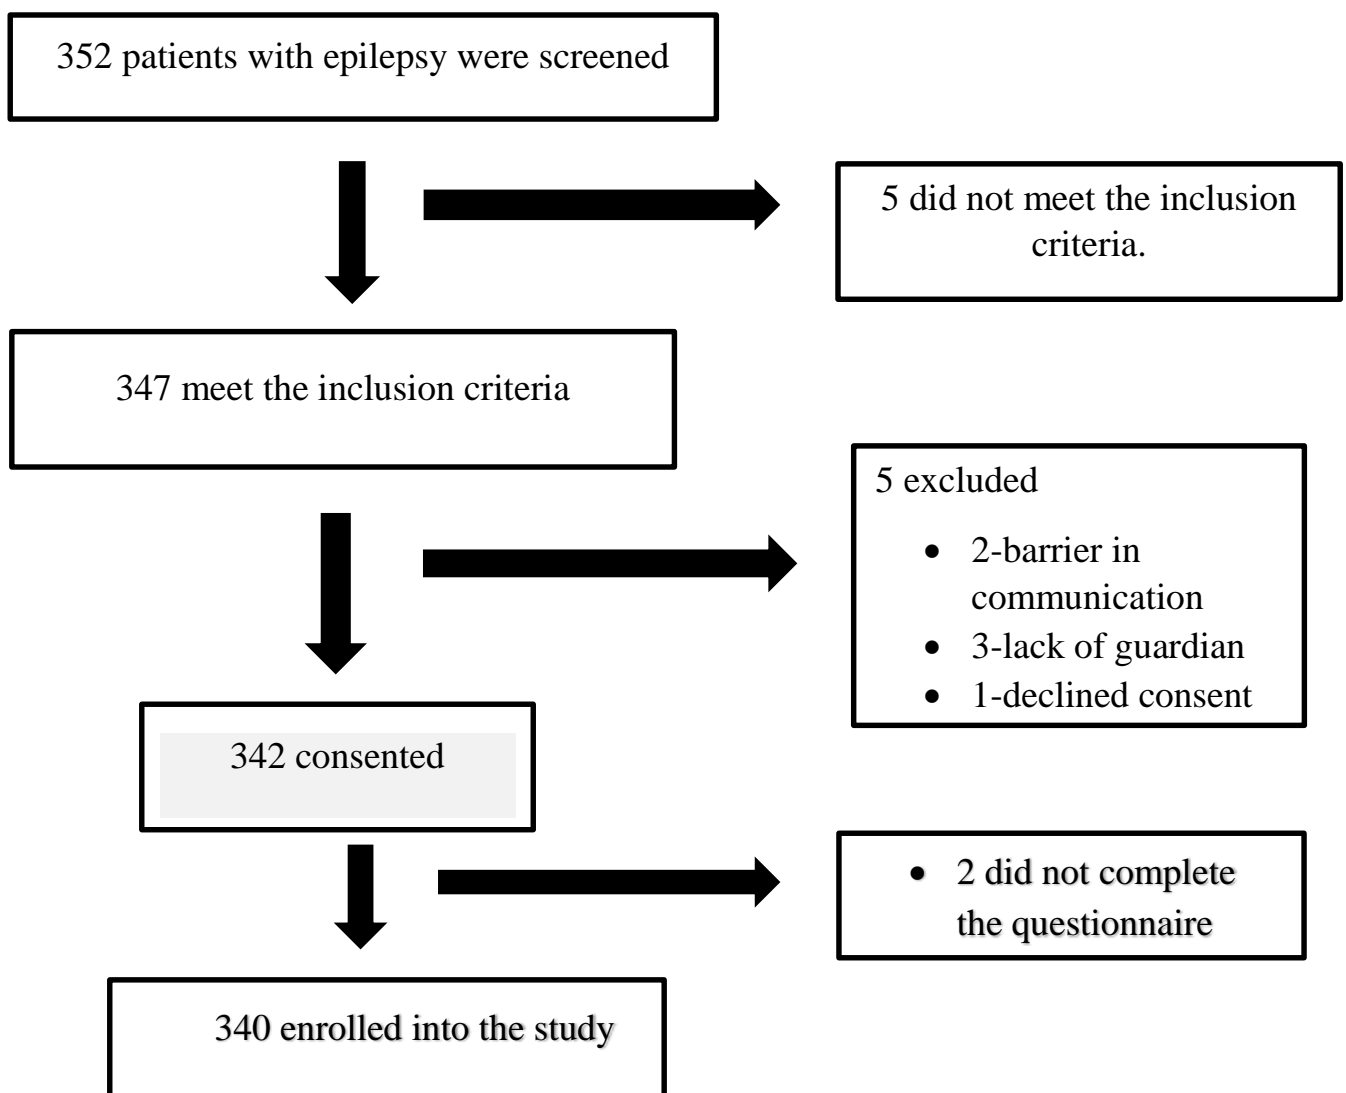 352 patients with epilepsy were screened
5 did not meet the inclusion
criteria.
347 meet the inclusion criteria
5 excluded
• 2-barrier in
communication
• 3-lack of guardian
• 1-declined consent
342 consented
• 2 did not complete
the questionnaire
340 enrolled into the study